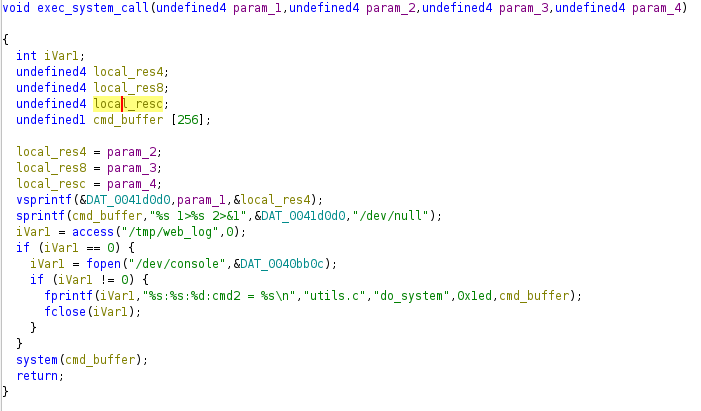 void exec_system_call(undefined4 param_1,undefined4 param_2,undefined4 param_3,undefined4 param_4)
{
int iVar1;
undefined4 local_res4;
undefined4 local_res8;
undefined4 local_resc;
undefined1 cmd_buffer [256];
local_res4 = param_2;
local_res8 = param_3;
local_resc = param_4;
vsprintf(&DAT_0041d0d0,param_1,&local_res4);
sprintf(cmd_buffer,"%s 1>%s 2>&1",&DAT_0041d0d0,"/dev/null");
iVar1 = access("/tmp/web_log",0);
if (iVar1 == 0) {
iVar1 = fopen("/dev/console",&DAT_0040bb0c);
if (iVar1 != 0) {
fprintf(iVar1,"%s:%s:%d:cmd2 = %s\n","utils.c","do_system",0x1ed,cmd_buffer);
fclose(iVar1);
}
}
system(cmd_buffer);
return;
}